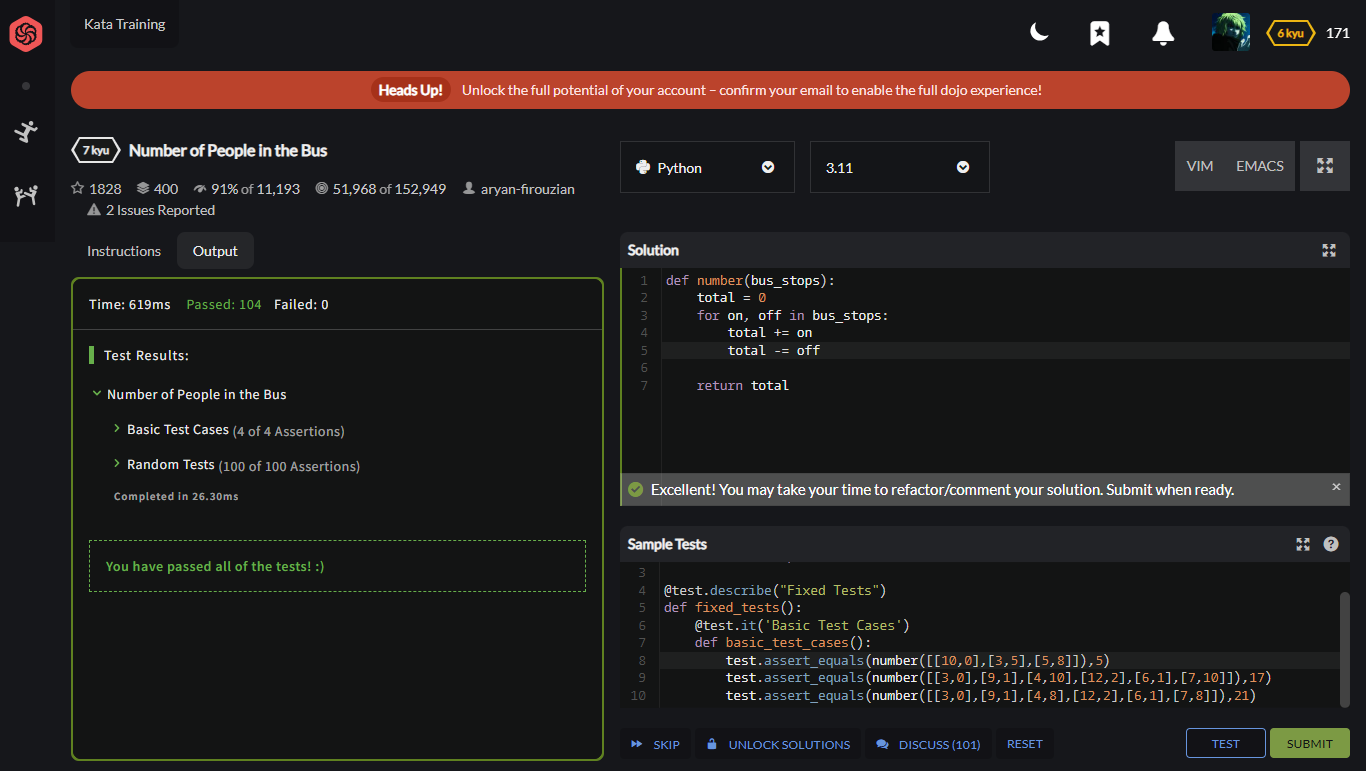 Kata Training
6 kyu 171
Heads Up! Unlock the full potential of your account – confirm your email to enable the full dojo experience!
7 kyu Number of People in the Bus
1828 400 91% of 11,193 51,968 of 152,949 aryan-firouzian
2 Issues Reported
Instructions Output
Time: 619ms Passed: 104 Failed: 0
Test Results:
Number of People in the Bus
Basic Test Cases (4 of 4 Assertions)
Random Tests (100 of 100 Assertions)
Completed in 26.30ms
You have passed all of the tests! :)
Python 3.11 VIM EMACS
Solution
1 def number(bus_stops):
2     total = 0
3     for on, off in bus_stops:
4         total += on
5         total -= off
6
7     return total
Excellent! You may take your time to refactor/comment your solution. Submit when ready. ×
Sample Tests ?
3
4 @test.describe("Fixed Tests")
5 def fixed_tests():
6     @test.it('Basic Test Cases')
7     def basic_test_cases():
8         test.assert_equals(number([[10,0],[3,5],[5,8]]),5)
9         test.assert_equals(number([[3,0],[9,1],[4,10],[12,2],[6,1],[7,10]]),17)
10         test.assert_equals(number([[3,0],[9,1],[4,8],[12,2],[6,1],[7,8]]),21)
SKIP UNLOCK SOLUTIONS DISCUSS (101) RESET TEST SUBMIT